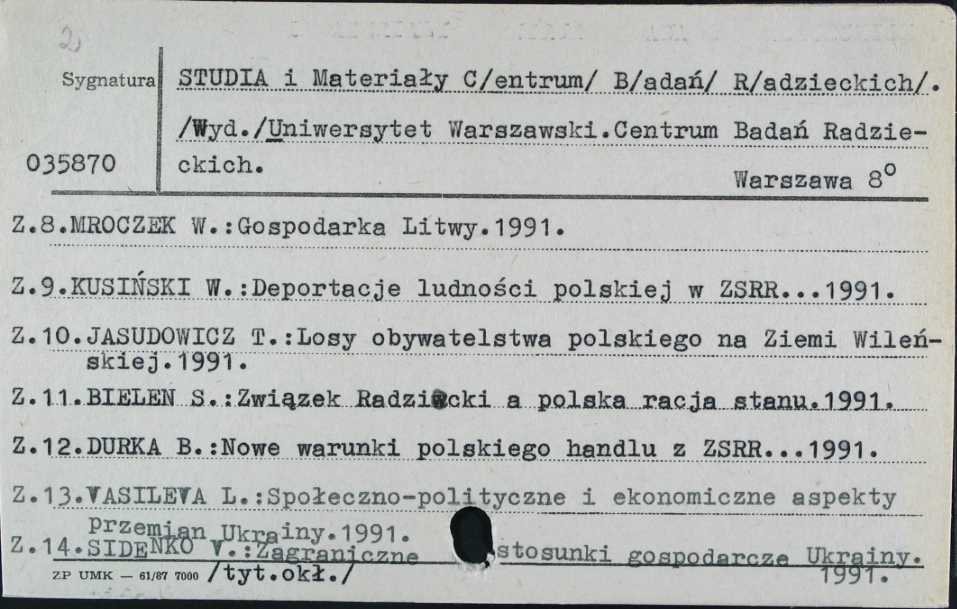 2
Sygnatura
STUDIA i Materiały C/entrum/ B/adań/ R/adzieckich/.
/Wyd./Uniwersytet Warszawski.Centrum Badań Radzie-
ckich.
035870
Warszawa 8°
Z.8.MROCZEK W.:Gospodarka Litwy.1991.
Z.9.KUSIŃSKI W.:Deportacje ludności polskiej w ZSRR...1991.
Z.10.JASUDOWICZ T.:Losy obywatelstwa polskiego na Ziemi Wileń-
skiej.1991.
Z.11.BIELEN S.:Związek Radziecki a polska racja stanu.1991.
Z.12.DURKA B.:Nowe warunki polskiego handlu z ZSRR...1991.
Z.13.VASILEVA L.:Społeczno-polityczne i ekonomiczne aspekty
przemian Ukrainy.1991.
Z.14.SIDENKO V.:Zagraniczne stosunki gospodarcze Ukrainy.
1991.
ZP UMK — 61/87 7000 /tyt.okł./